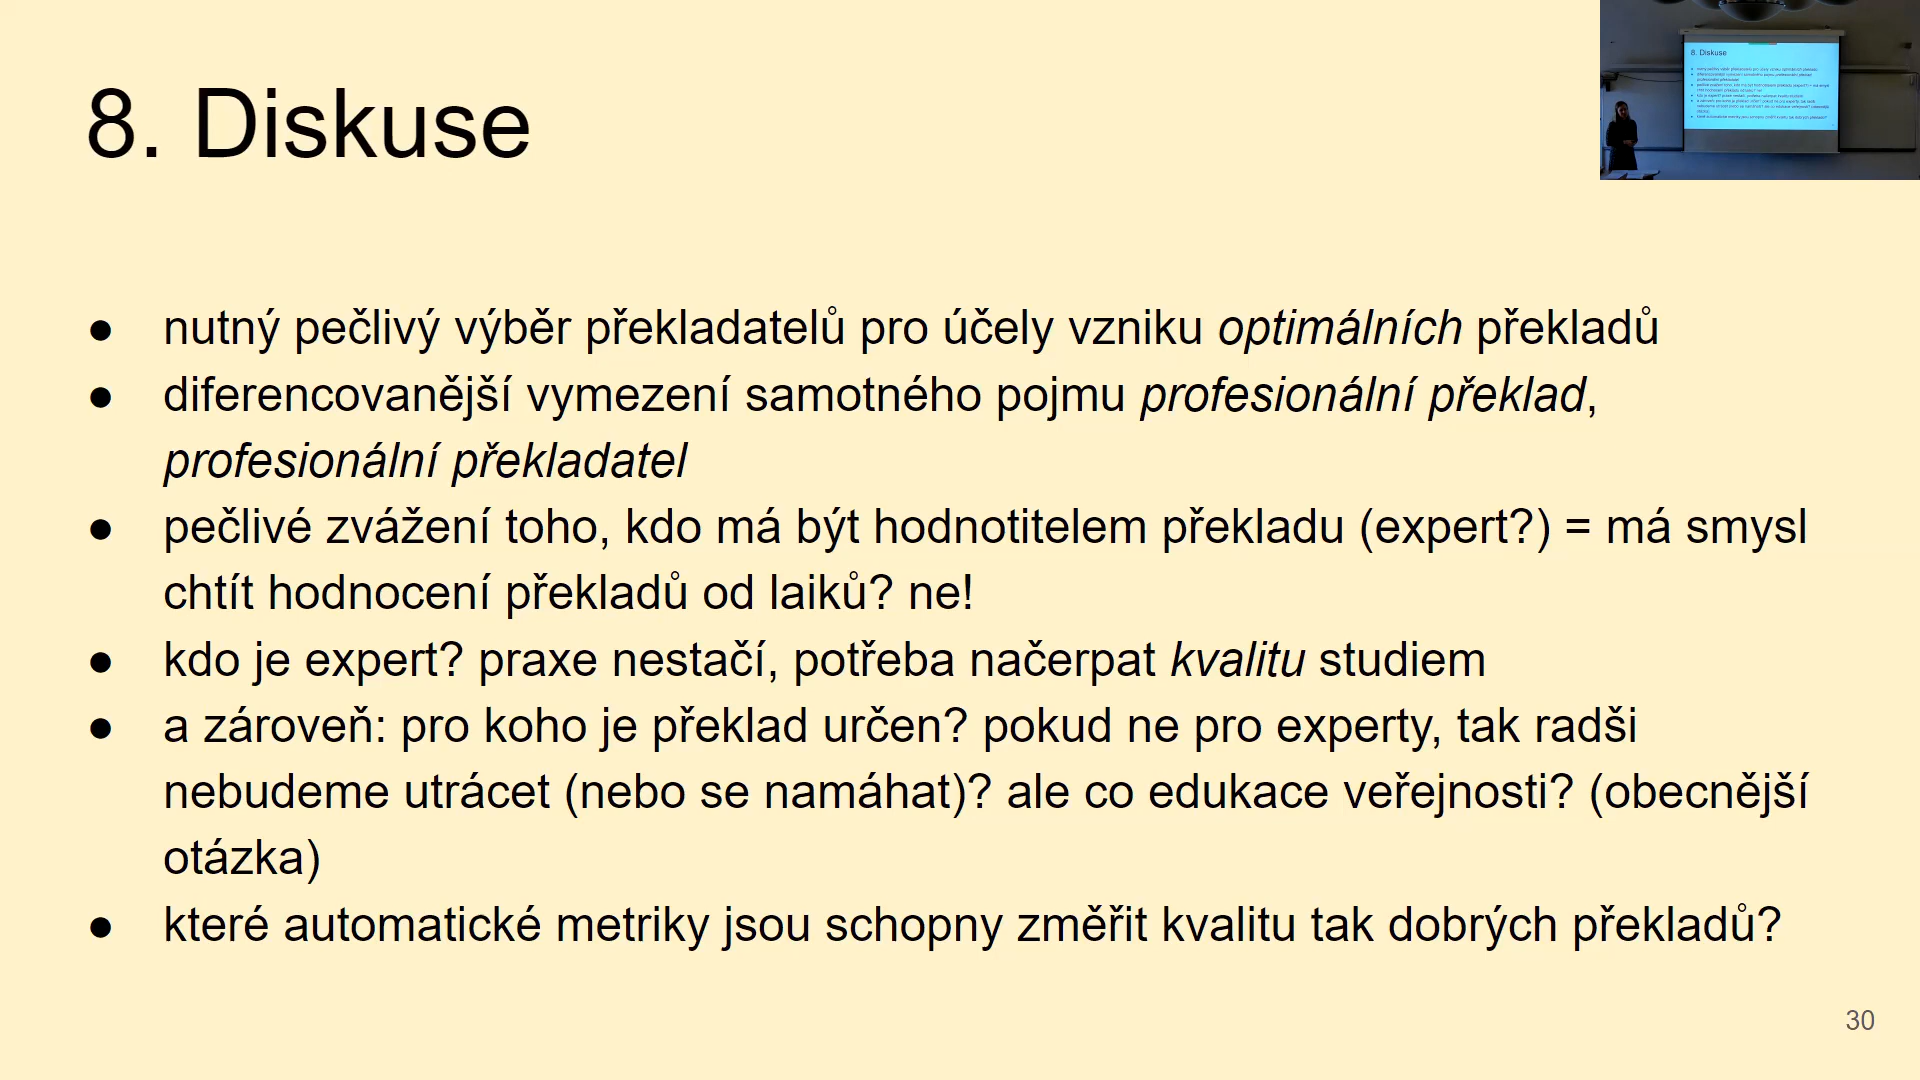 8. Diskuse
● nutný pečlivý výběr překladatelů pro účely vzniku optimálních překladů
● diferencovanější vymezení samotného pojmu profesionální překlad,
profesionální překladatel
● pečlivé zvážení toho, kdo má být hodnotitelem překladu (expert?) = má smysl
chtít hodnocení překladů od laiků? ne!
● kdo je expert? praxe nestačí, potřeba načerpat kvalitu studiem
● a zároveň: pro koho je překlad určen? pokud ne pro experty, tak radši
nebudeme utrácet (nebo se namáhat)? ale co edukace veřejnosti? (obecnější
otázka)
● které automatické metriky jsou schopny změřit kvalitu tak dobrých překladů?
30
8. Diskuse